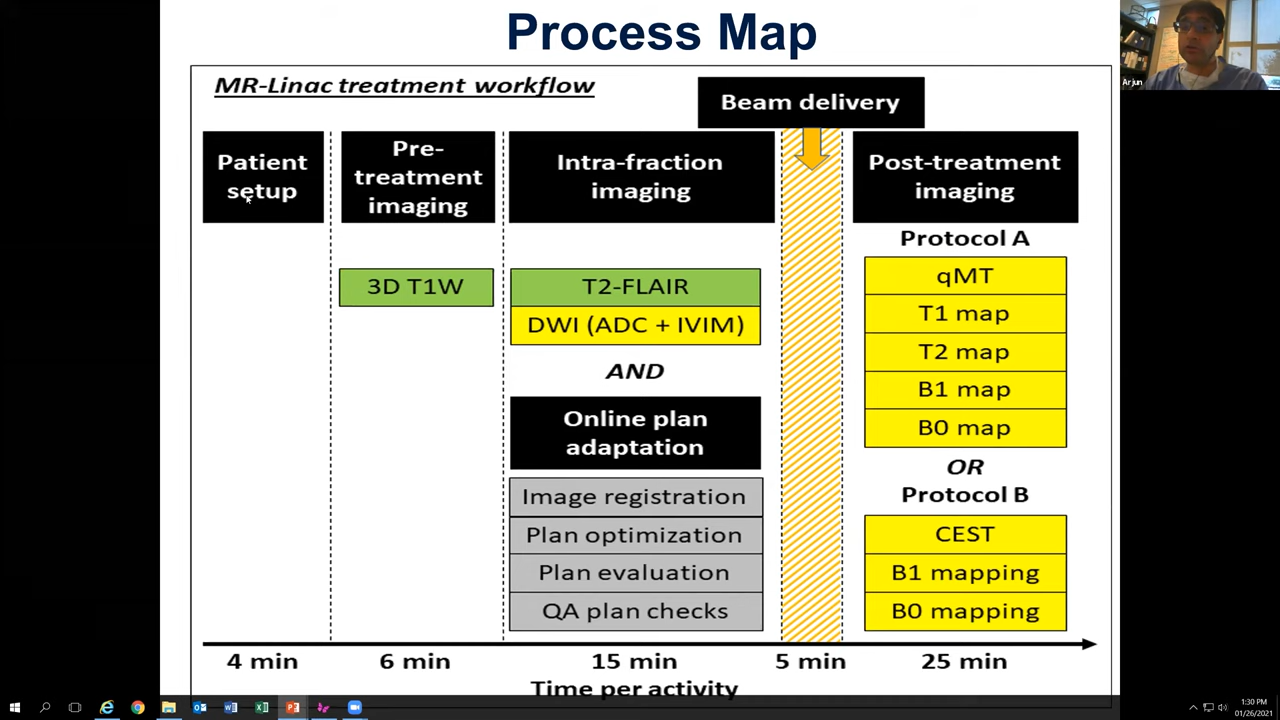 Process Map
MR-Linac treatment workflow
Beam delivery
Patient
setup
Pre-
treatment
imaging
Intra-fraction
imaging
Post-treatment
imaging
3D T1W
T2-FLAIR
DWI (ADC + IVIM)
AND
Online plan
adaptation
Image registration
Plan optimization
Plan evaluation
QA plan checks
Protocol A
qMT
T1 map
T2 map
B1 map
B0 map
OR
Protocol B
CEST
B1 mapping
B0 mapping
4 min
6 min
15 min
5 min
25 min
Time per activity
Arjun
1:30 PM
01/26/2021